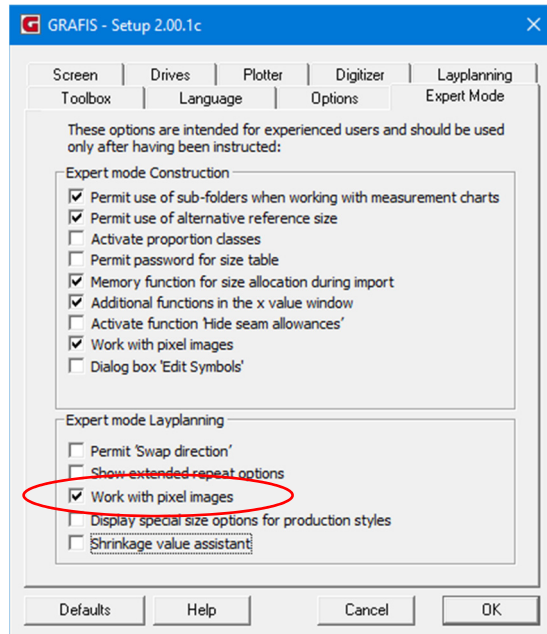 GRAFIS - Setup 2.00.1c
Screen Drives Plotter Digitizer Layplanning
Toolbox Language Options Expert Mode
These options are intended for experienced users and should be used
only after having been instructed:
Expert mode Construction
Permit use of sub-folders when working with measurement charts
Permit use of alternative reference size
Activate proportion classes
Permit password for size table
Memory function for size allocation during import
Additional functions in the x value window
Activate function 'Hide seam allowances'
Work with pixel images
Dialog box 'Edit Symbols'
Expert mode Layplanning
Permit 'Swap direction'
Show extended repeat options
Work with pixel images
Display special size options for production styles
Shrinkage value assistant
Defaults Help Cancel OK